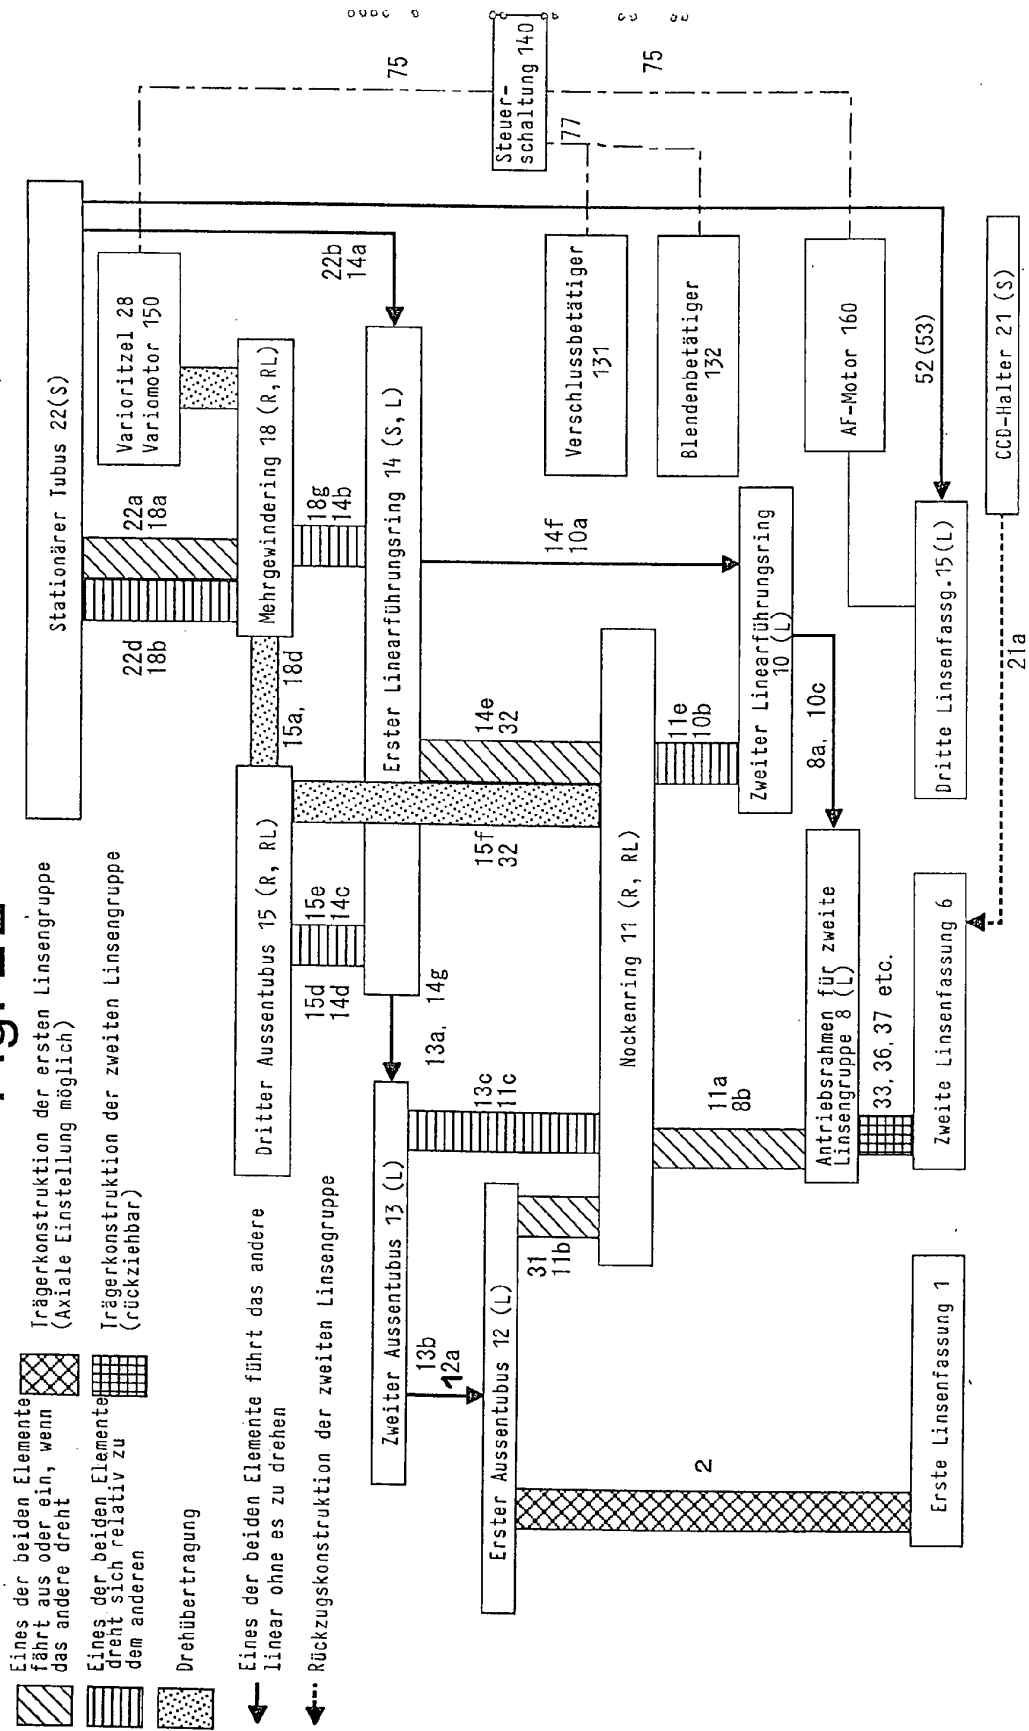 Eines der beiden Elemente
fährt aus oder ein, wenn
das andere dreht
Trägerkonstruktion der ersten Linsengruppe
(Axiale Einstellung möglich)
Eines der beiden Elemente
dreht sich relativ zu
dem anderen
Trägerkonstruktion der zweiten Linsengruppe
(rückziehbar)
Drehübertragung
Eines der beiden Elemente führt das andere
linear ohne es zu drehen
Rückzugskonstruktion der zweiten Linsengruppe
Stationärer Tubus 22(S)
22d
18b
22a
18a
Varioritzel 28
Variomotor 150
75
Steuer-
schaltung 140
75
77
Dritter Aussentubus 15 (R, RL)
15a, 18d
Mehrgewindering 18 (R, RL)
22b
14a
15d
14d
15e
14c
18g
14b
Erster Linearführungsring 14 (S, L)
13a, 14g
Zweiter Aussentubus 13 (L)
13b
12a
13c
11c
15f
32
14e
32
14f
10a
Verschlussbetätiger
131
Blendenbetätiger
132
Erster Aussentubus 12 (L)
31
11b
Nockenring 11 (R, RL)
11e
10b
Zweiter Linearführungsring
10 (L)
11a
8b
8a, 10c
AF-Motor 160
Antriebsrahmen für zweite
Linsengruppe 8 (L)
33, 36, 37 etc.
2
Erste Linsenfassung 1
Zweite Linsenfassung 6
Dritte Linsenfassg.15(L)
52(53)
21a
CCD-Halter 21 (S)